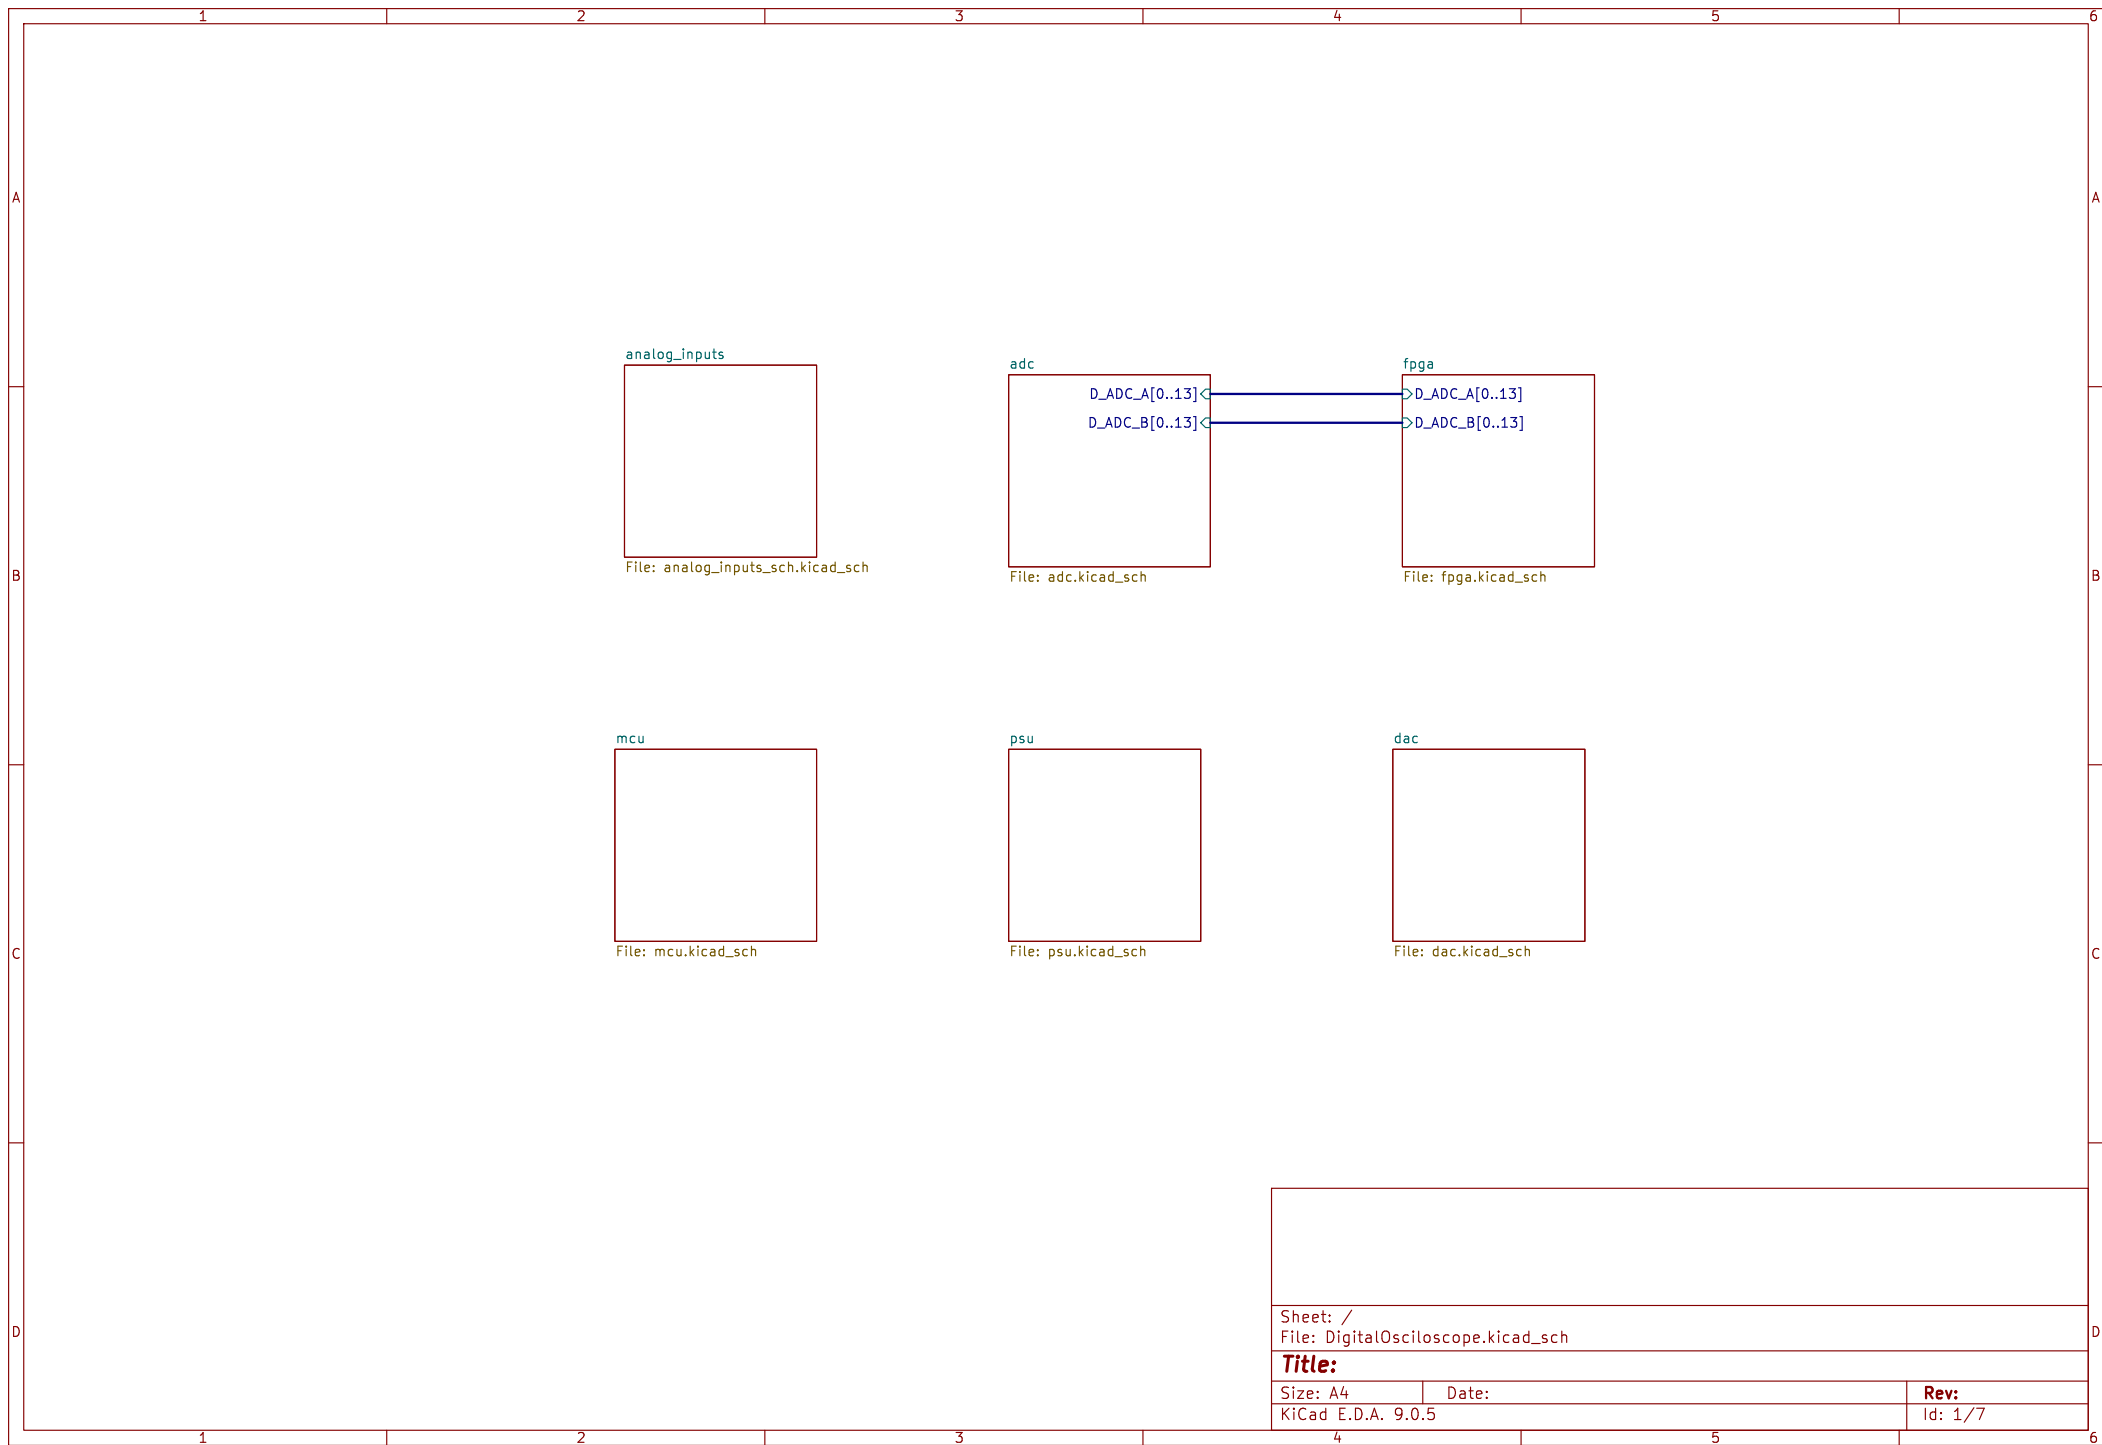 1 2 3 4 5 6
A A
analog_inputs
adc
fpga
D_ADC_A[0..13] D_ADC_A[0..13]
D_ADC_B[0..13] D_ADC_B[0..13]
File: analog_inputs_sch.kicad_sch
B B
File: adc.kicad_sch
File: fpga.kicad_sch
mcu
psu
dac
File: mcu.kicad_sch
File: psu.kicad_sch
File: dac.kicad_sch
C C
Sheet: /
D D
File: DigitalOsciloscope.kicad_sch
Title:
Size: A4 Date: Rev:
KiCad E.D.A. 9.0.5 Id: 1/7
1 2 3 4 5 6